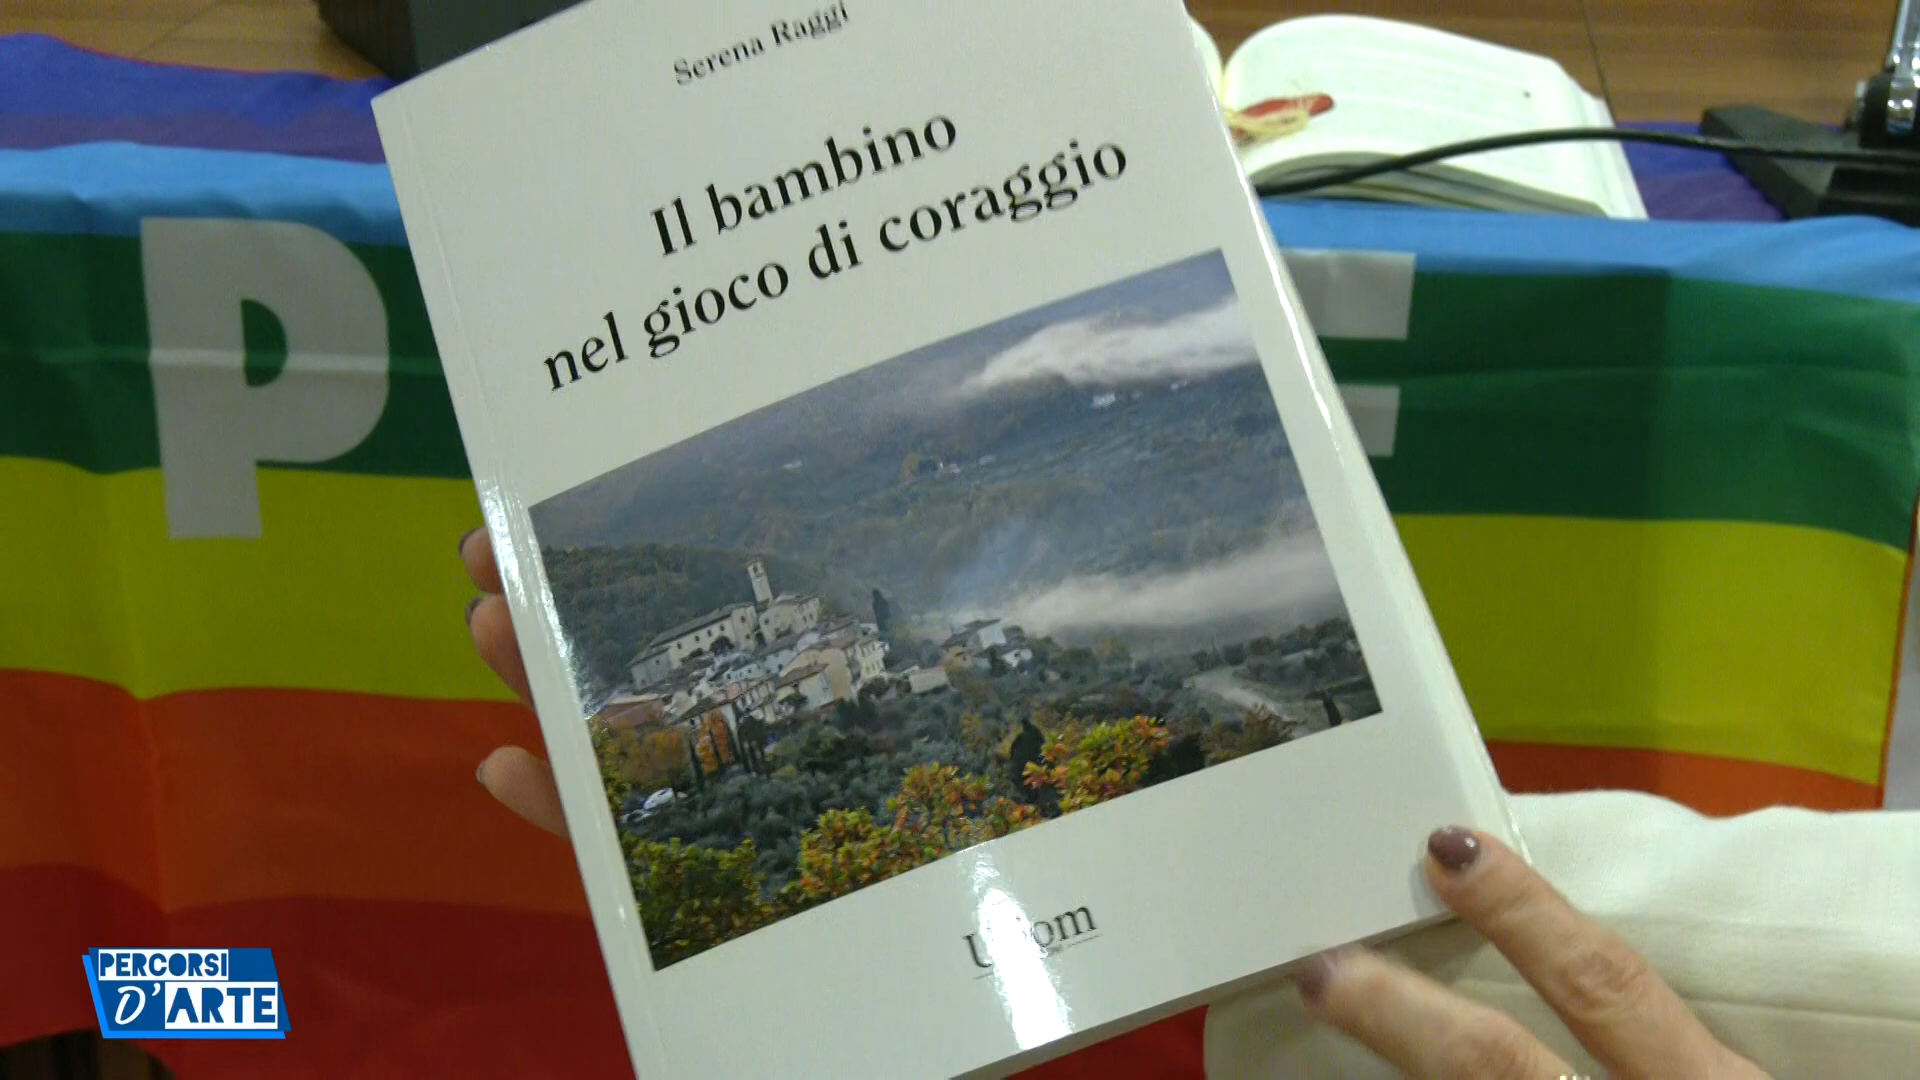 Serena Raggi
Il bambino
nel gioco di coraggio
P
E
PERCORSI
D'ARTE